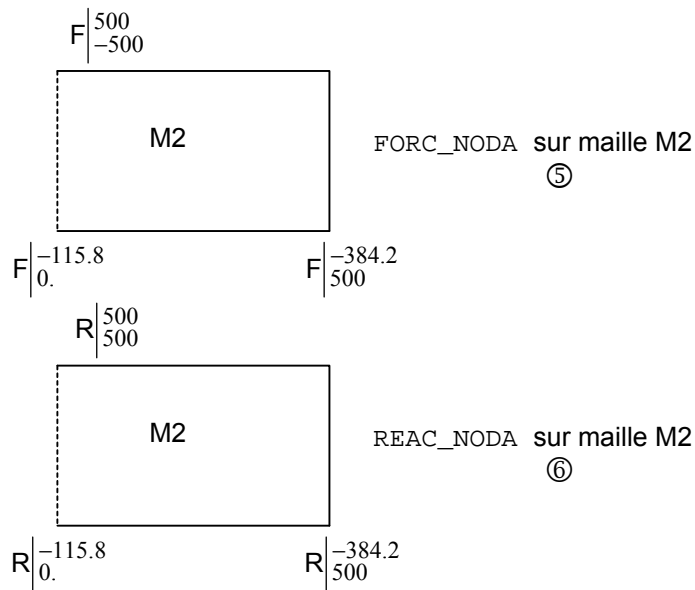 F|500
−500
M2
FORC_NODA sur maille M2
⑤
F|−115.8
0.
F|−384.2
500
R|500
500
M2
REAC_NODA sur maille M2
⑥
R|−115.8
0.
R|−384.2
500